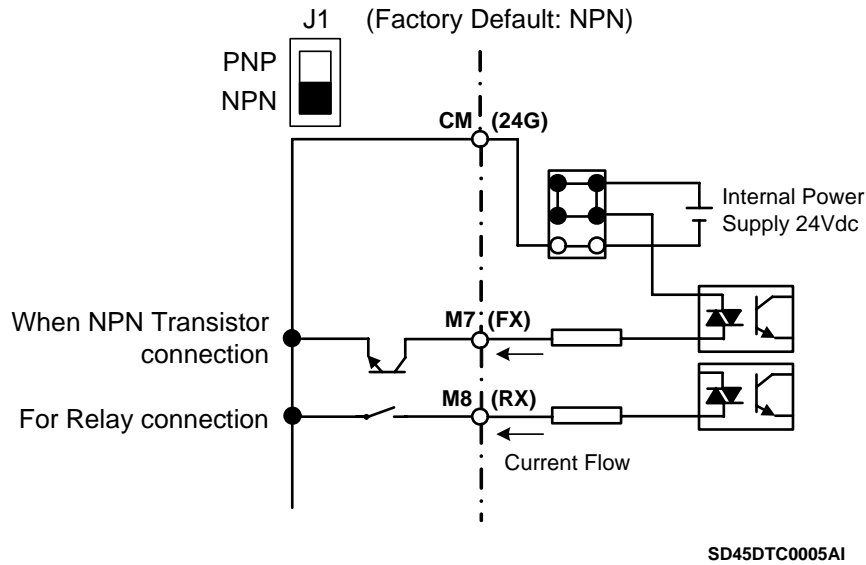 J1 (Factory Default: NPN)
PNP
NPN
CM (24G)
Internal Power
Supply 24Vdc
When NPN Transistor
connection
M7 (FX)
For Relay connection
M8 (RX)
Current Flow
SD45DTC0005AI